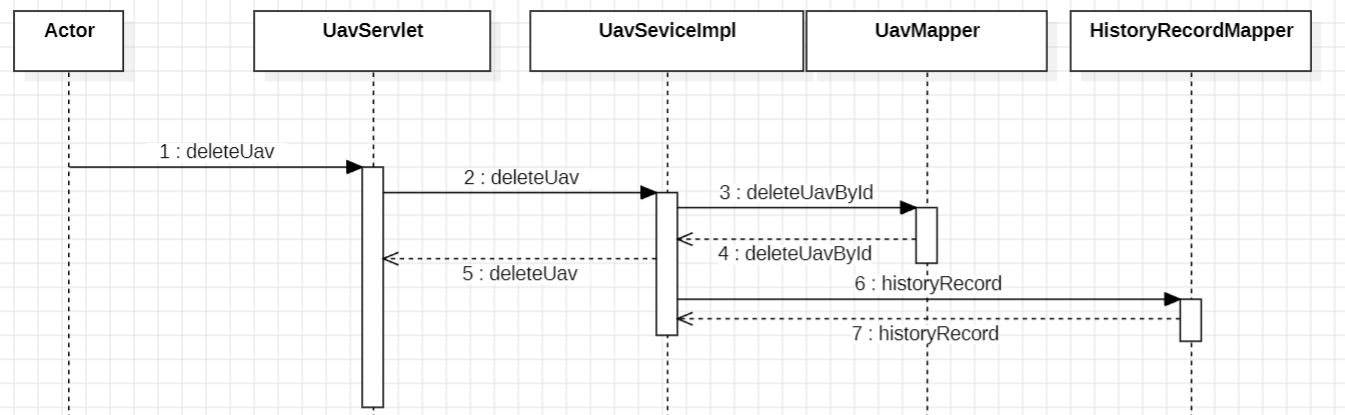 Actor
UavServlet
UavSeviceImpl
UavMapper
HistoryRecordMapper
1 : deleteUav
2 : deleteUav
3 : deleteUavById
4 : deleteUavById
5 : deleteUav
6 : historyRecord
7 : historyRecord